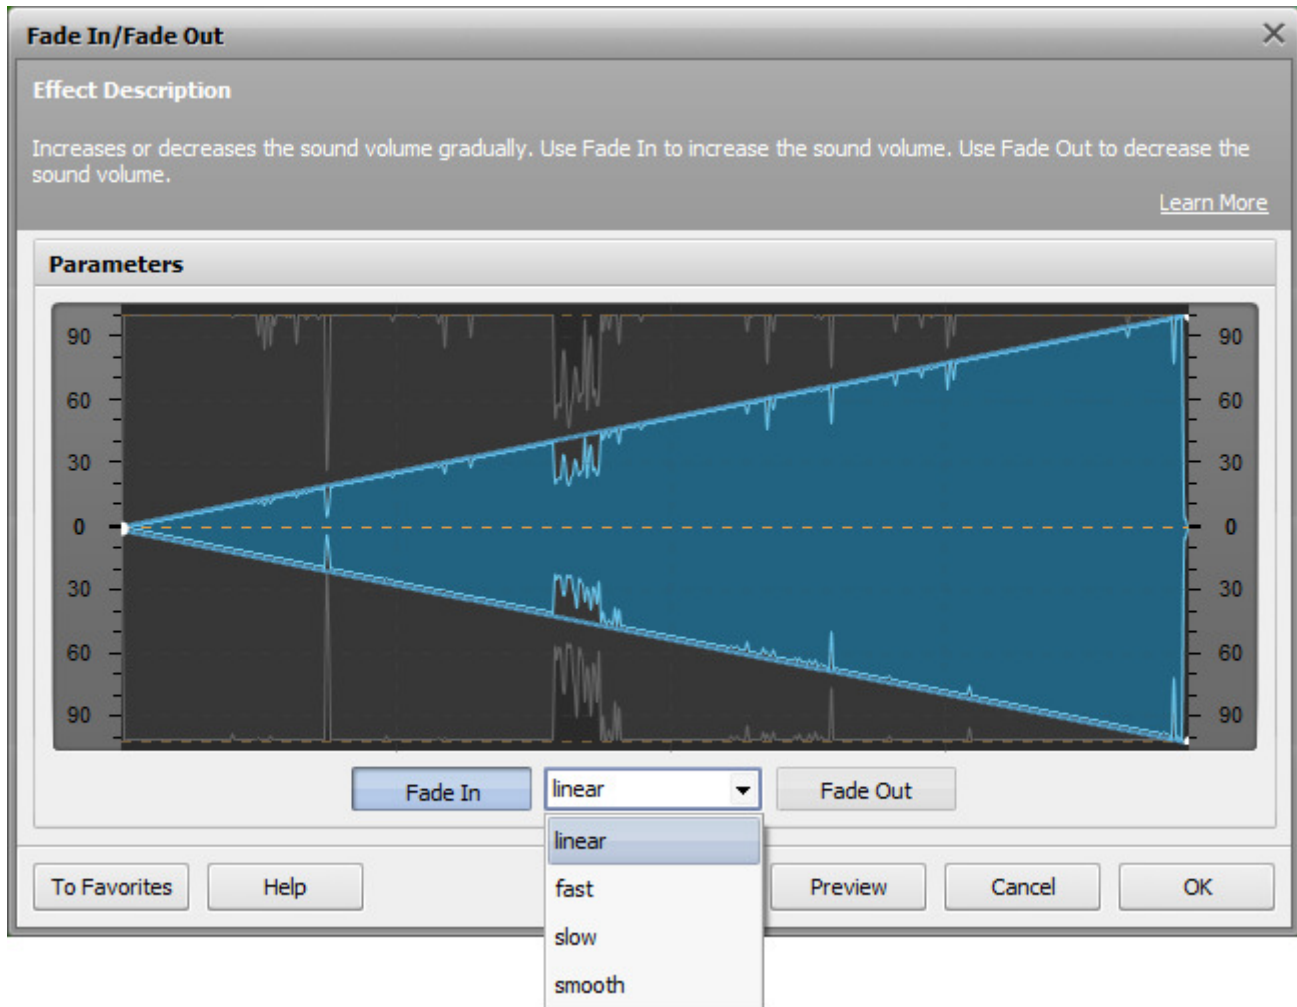 Fade In/Fade Out
Effect Description
Increases or decreases the sound volume gradually. Use Fade In to increase the sound volume. Use Fade Out to decrease the
sound volume.
Learn More
Parameters
90 90
60 60
30 30
0 0
30 30
60 60
90 90
Fade In linear Fade Out
linear
To Favorites Help fast Preview Cancel OK
slow
smooth